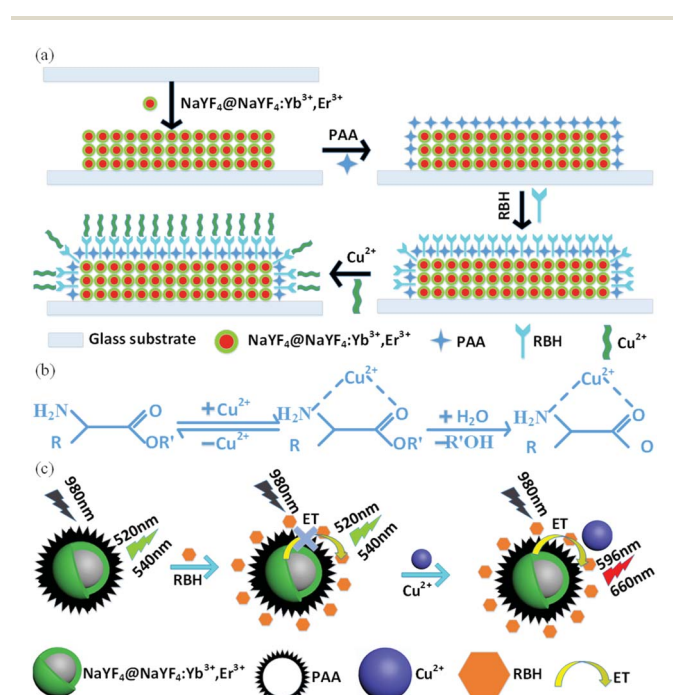 (a)
NaYF₄@NaYF₄:Yb³⁺,Er³⁺
PAA
RBH
Cu²⁺
Glass substrate NaYF₄@NaYF₄:Yb³⁺,Er³⁺ PAA RBH Cu²⁺
(b)
H₂N O R OR'
+Cu²⁺
−Cu²⁺
Cu²⁺
H₂N O R OR'
+H₂O
−R'OH
Cu²⁺
H₂N O R O
(c)
980nm
520nm
540nm
RBH
980nm
ET
520nm
540nm
Cu²⁺
980nm
ET
596nm
660nm
NaYF₄@NaYF₄:Yb³⁺,Er³⁺ PAA Cu²⁺ RBH ET